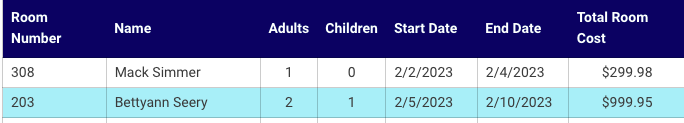 Room Number Name Adults Children Start Date End Date Total Room Cost
308 Mack Simmer 1 0 2/2/2023 2/4/2023 $299.98
203 Bettyann Seery 2 1 2/5/2023 2/10/2023 $999.95